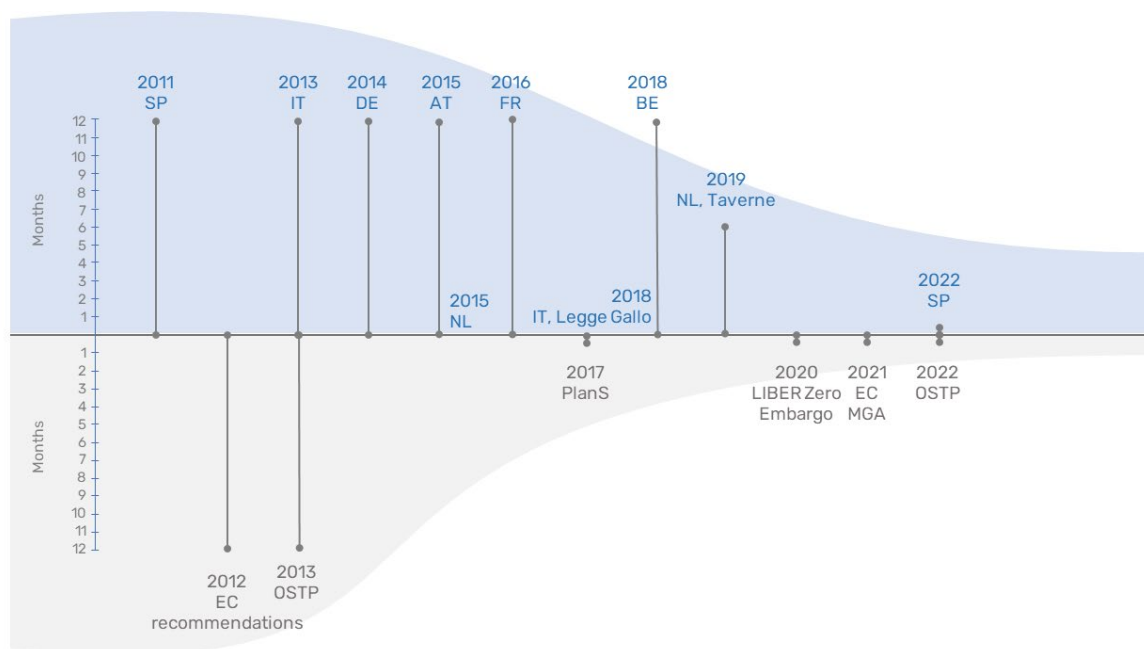 2011
SP
2013
IT
2014
DE
2015
AT
2016
FR
2018
BE
2019
NL, Taverne
2015
NL
2018
IT, Legge Gallo
2022
SP
12
11
10
9
8
7
6
5
4
3
2
1
Months
1
2
3
4
5
6
7
8
9
10
11
12
Months
2017
PlanS
2020
LIBER Zero
Embargo
2021
EC
MGA
2022
OSTP
2012
EC
recommendations
2013
OSTP